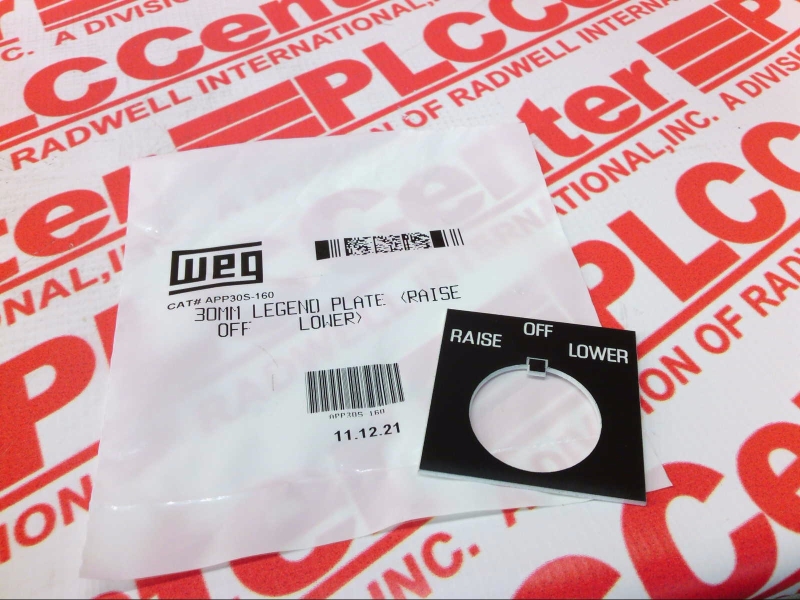 PLCCenter
A DIVISION OF RADWELL INTERNATIONAL, INC.
weg
CAT# APP30S-160
30MM LEGEND PLATE (RAISE
OFF LOWER)
APP30S-160
11.12.21
RAISE OFF LOWER